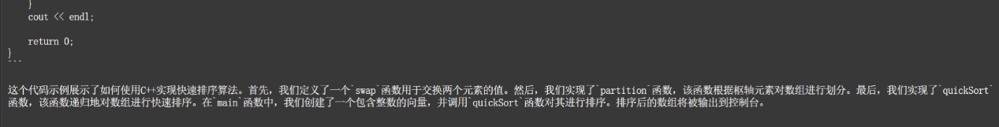 }
    cout << endl;

    return 0;
}
```

这个代码示例展示了如何使用C++实现快速排序算法。首先，我们定义了一个`swap`函数用于交换两个元素的值。然后，我们实现了`partition`函数，该函数根据枢轴元素对数组进行划分。最后，我们实现了`quickSort`
函数，该函数递归地对数组进行快速排序。在`main`函数中，我们创建了一个包含整数的向量，并调用`quickSort`函数对其进行排序。排序后的数组将被输出到控制台。